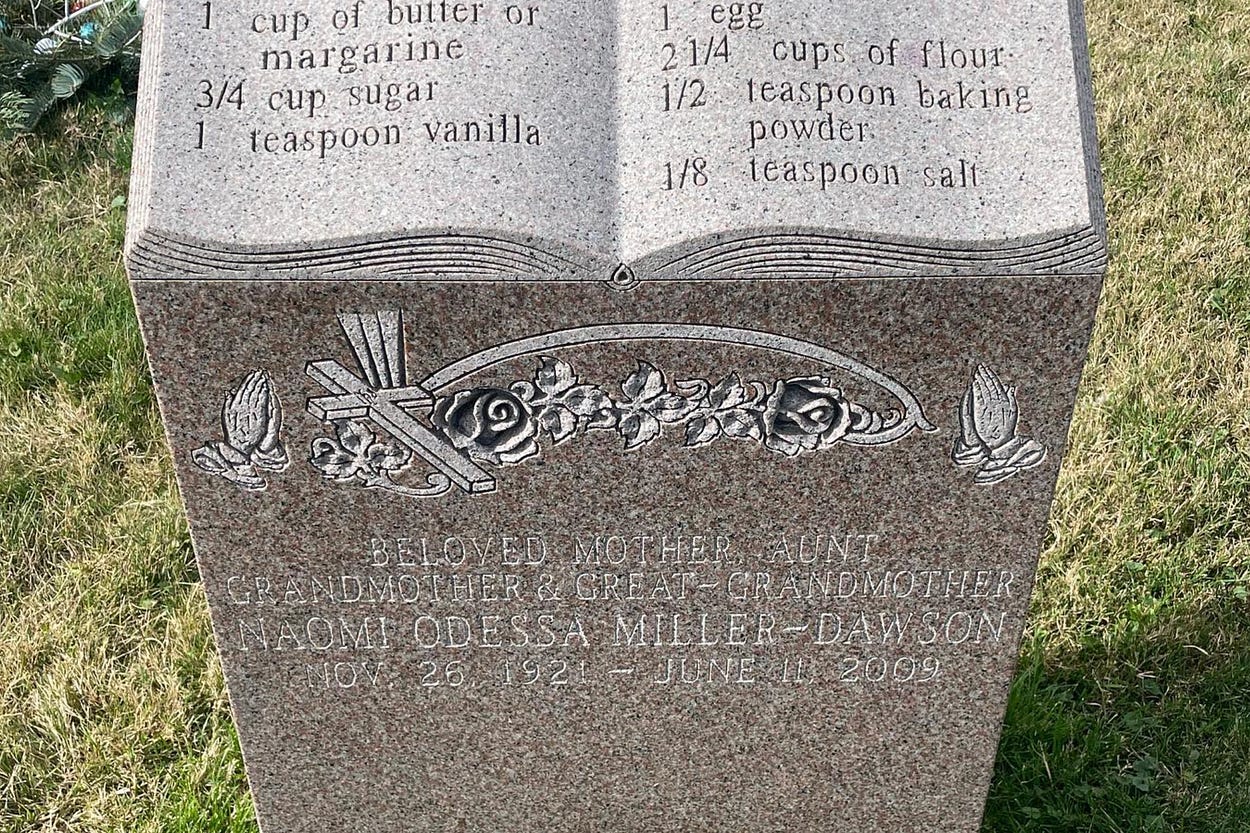 1 cup of butter or
margarine
3/4 cup sugar
1 teaspoon vanilla
1 egg
2 1/4 cups of flour
1/2 teaspoon baking
powder
1/8 teaspoon salt
BELOVED MOTHER AUNT
GRANDMOTHER & GREAT-GRANDMOTHER
NAOMI ODESSA MILLER-DAWSON
NOV. 26, 1921 - JUNE 11, 2009